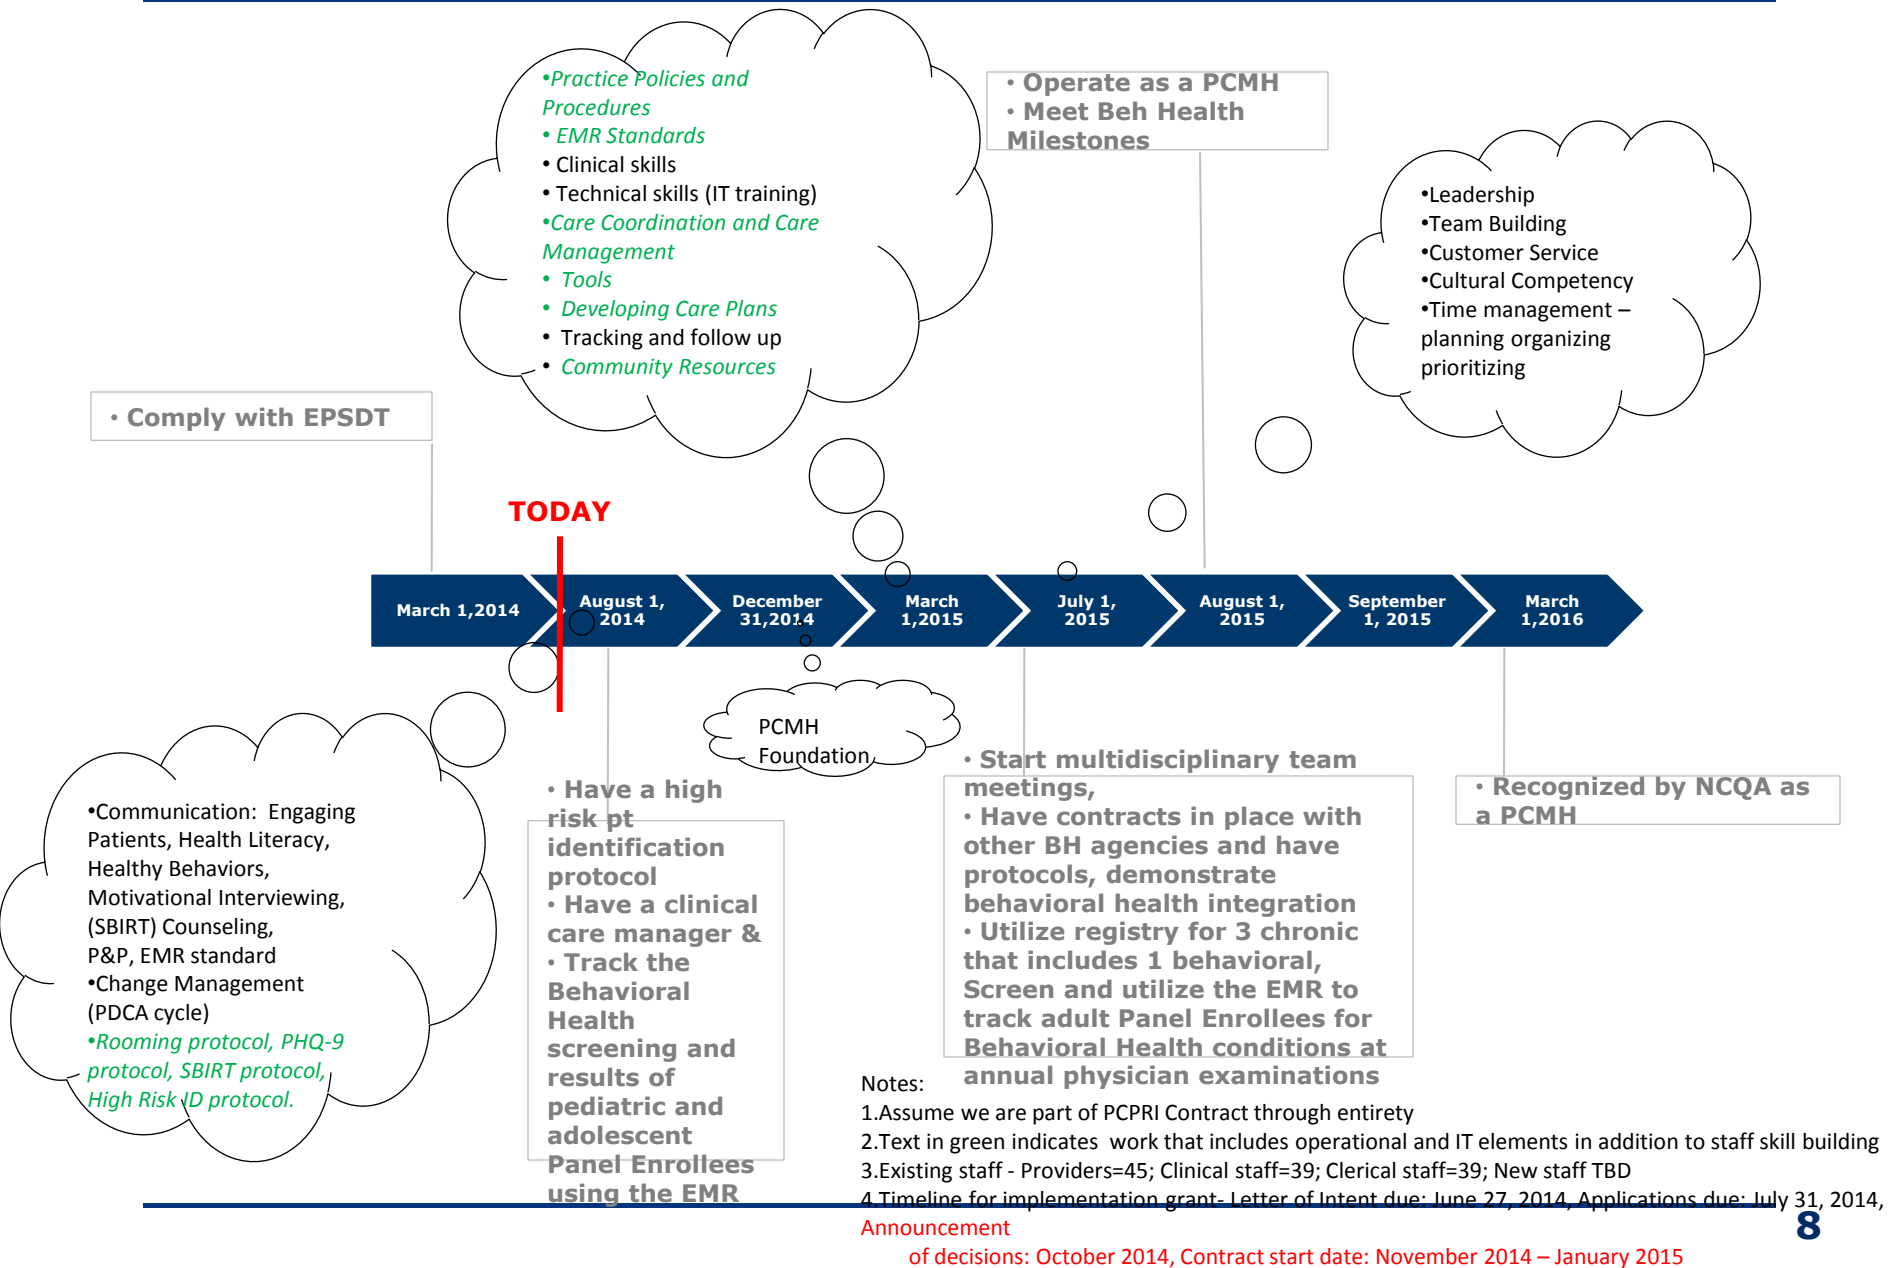 •Practice Policies and
Procedures
• EMR Standards
• Clinical skills
• Technical skills (IT training)
•Care Coordination and Care
Management
• Tools
• Developing Care Plans
• Tracking and follow up
• Community Resources
• Operate as a PCMH
• Meet Beh Health
Milestones
•Leadership
•Team Building
•Customer Service
•Cultural Competency
•Time management –
planning organizing
prioritizing
• Comply with EPSDT
TODAY
March 1,2014
August 1,
2014
December
31,2014
March
1,2015
July 1,
2015
August 1,
2015
September
1, 2015
March
1,2016
PCMH
Foundation
•Communication:  Engaging
Patients, Health Literacy,
Healthy Behaviors,
Motivational Interviewing,
(SBIRT) Counseling,
P&P, EMR standard
•Change Management
(PDCA cycle)
•Rooming protocol, PHQ-9
protocol, SBIRT protocol,
High Risk ID protocol.
• Have a high
risk pt
identification
protocol
• Have a clinical
care manager &
• Track the
Behavioral
Health
screening and
results of
pediatric and
adolescent
Panel Enrollees
using the EMR
• Start multidisciplinary team
meetings,
• Have contracts in place with
other BH agencies and have
protocols, demonstrate
behavioral health integration
• Utilize registry for 3 chronic
that includes 1 behavioral,
Screen and utilize the EMR to
track adult Panel Enrollees for
Behavioral Health conditions at
annual physician examinations
• Recognized by NCQA as
a PCMH
Notes:
1.Assume we are part of PCPRI Contract through entirety
2.Text in green indicates  work that includes operational and IT elements in addition to staff skill building
3.Existing staff - Providers=45; Clinical staff=39; Clerical staff=39; New staff TBD
4.Timeline for implementation grant- Letter of Intent due: June 27, 2014, Applications due: July 31, 2014,
Announcement
of decisions: October 2014, Contract start date: November 2014 – January 2015
8